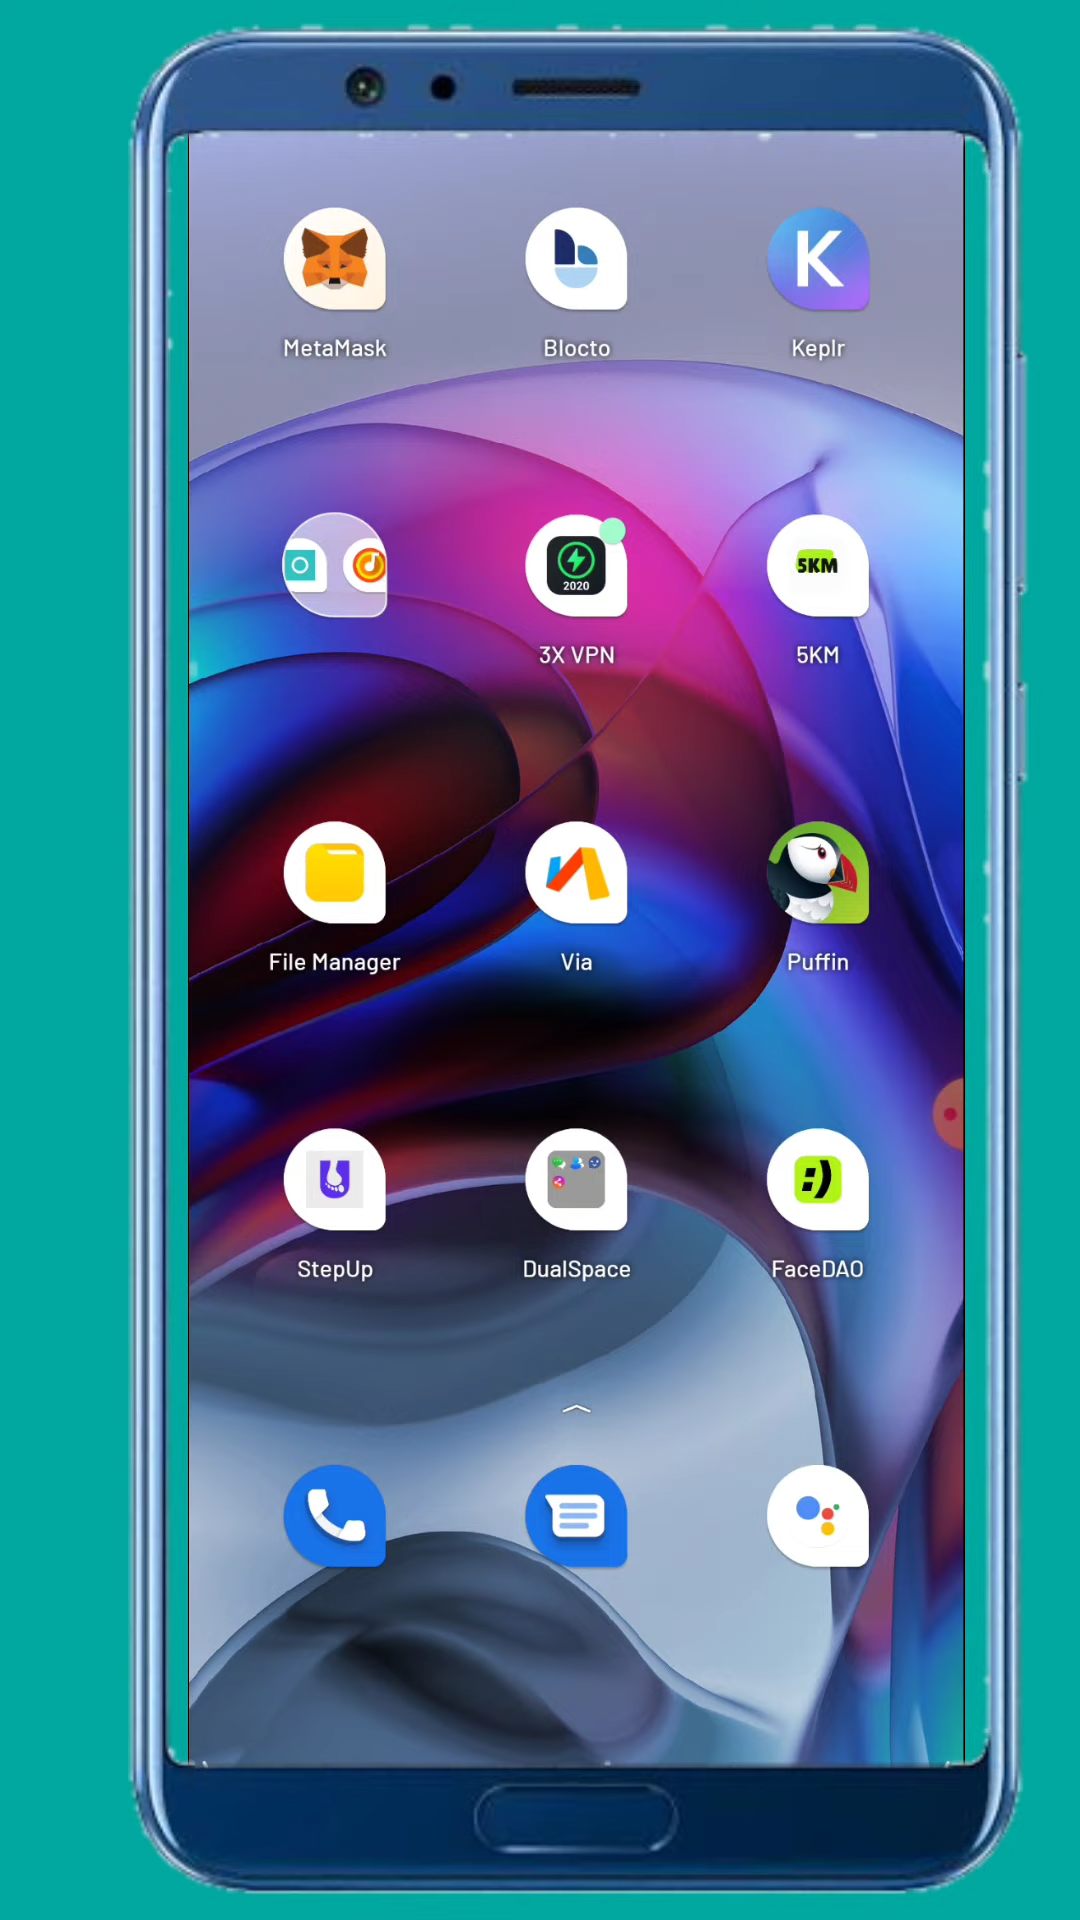 MetaMask
Blocto
K
Keplr
2020
3X VPN
5KM
5KM
File Manager
Via
Puffin
StepUp
DualSpace
:)
FaceDAO